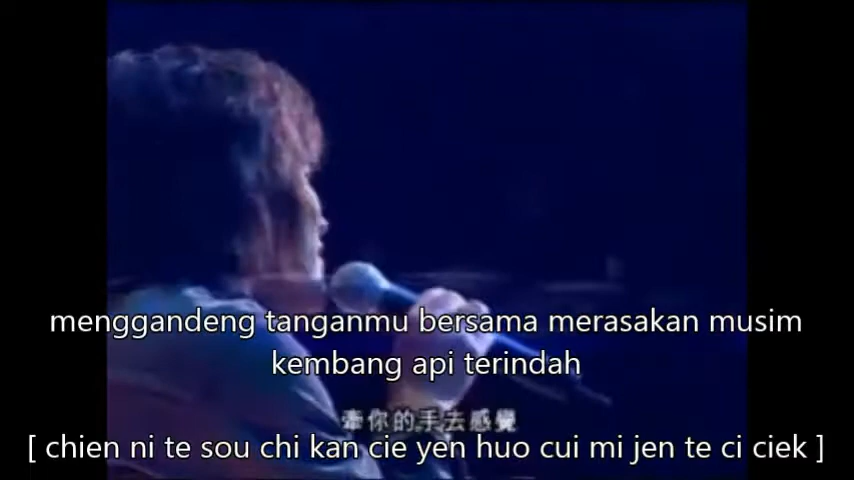 menggandeng tanganmu bersama merasakan musim
kembang api terindah
牽你的手去感覺
[ chien ni te sou chi kan cie yen huo cui mi jen te ci ciek ]